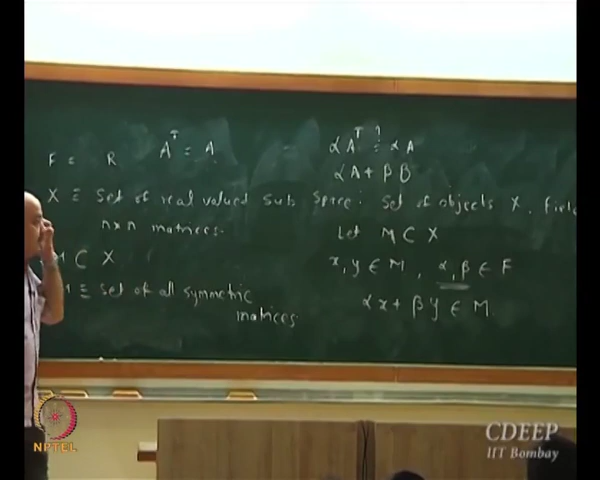 F ≡ R   Aᵀ = A
X ≡ Set of real valued
n×n matrices.
M ⊂ X
≡ Set of all symmetric
matrices
αAᵀ ≟ αA
αA + βB
Sub Space: Set of objects X, Field
Let M ⊂ X
x, y ∈ M, α, β ∈ F
αx + βy ∈ M.
NPTEL
CDEEP
IIT Bombay